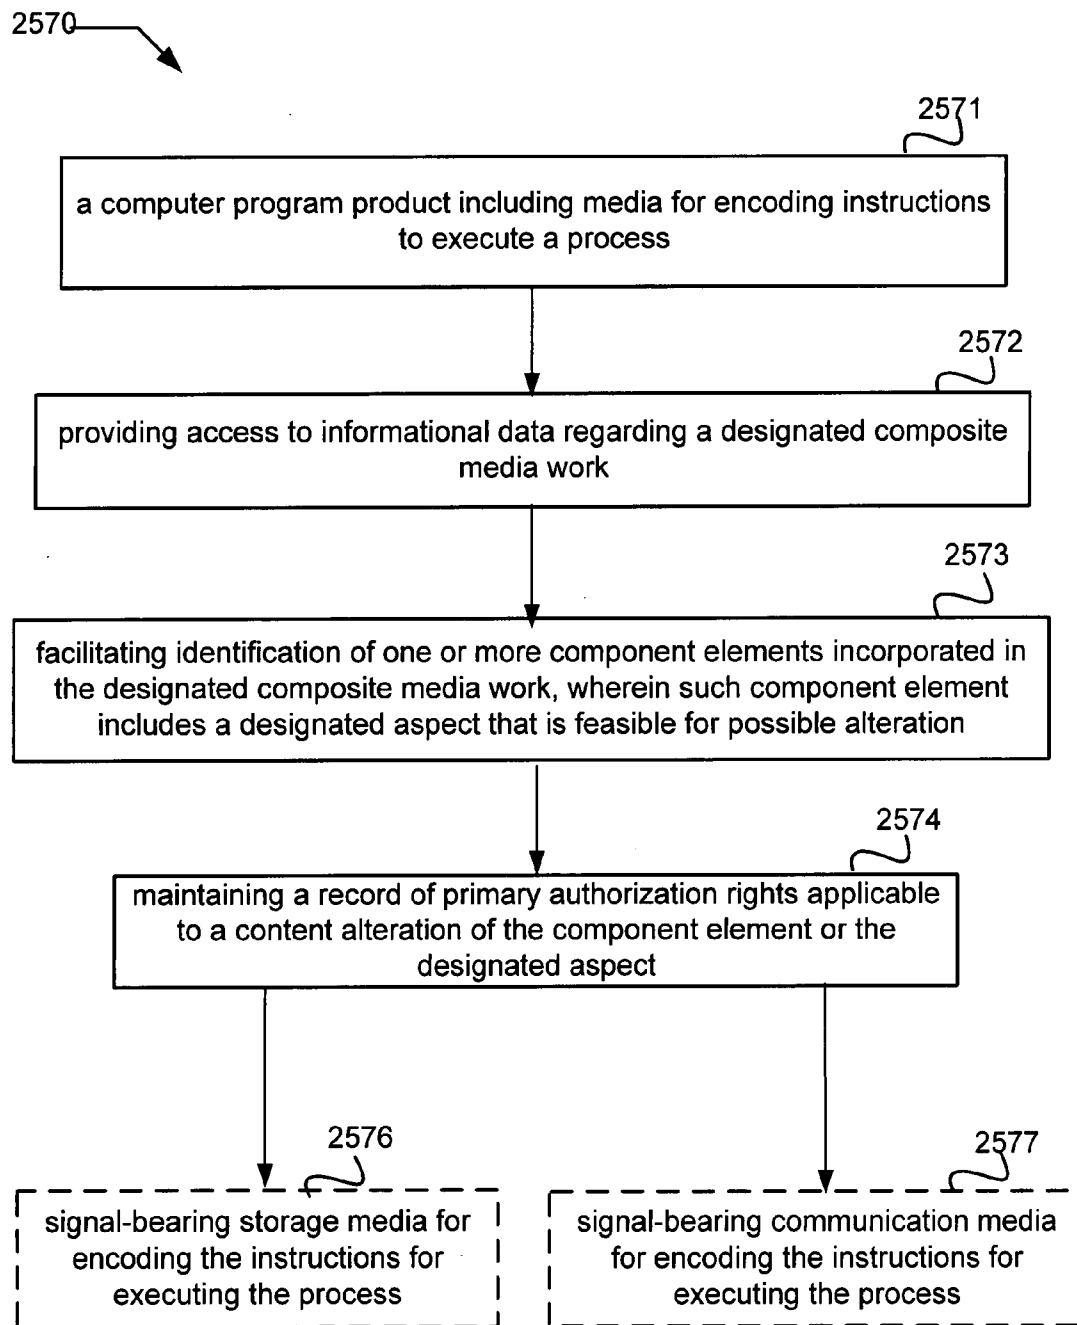 2570
2571
a computer program product including media for encoding instructions
to execute a process
2572
providing access to informational data regarding a designated composite
media work
2573
facilitating identification of one or more component elements incorporated in
the designated composite media work, wherein such component element
includes a designated aspect that is feasible for possible alteration
2574
maintaining a record of primary authorization rights applicable
to a content alteration of the component element or the
designated aspect
2576
signal-bearing storage media for
encoding the instructions for
executing the process
2577
signal-bearing communication media
for encoding the instructions for
executing the process